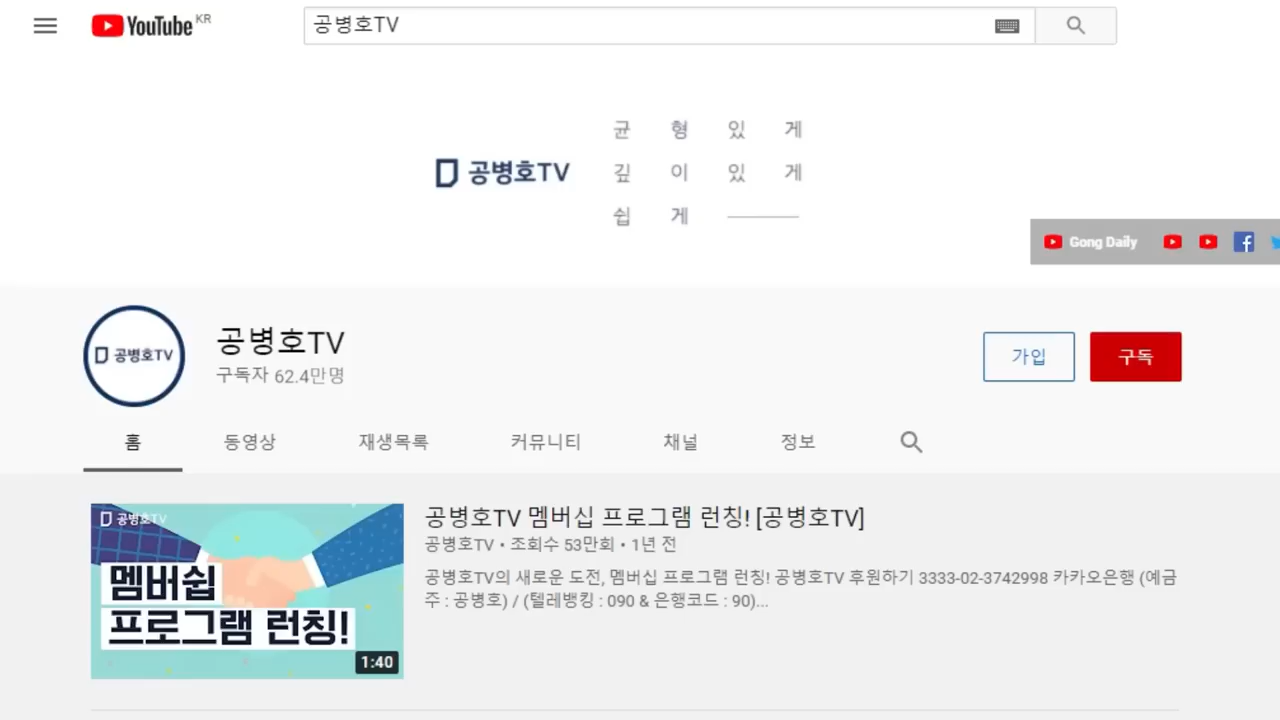 YouTube KR
공병호TV
균 형 있 게
공병호TV
깊 이 있 게
쉽 게
Gong Daily
공병호TV
공병호TV
구독자 62.4만명
가입
구독
홈 동영상 재생목록 커뮤니티 채널 정보
공병호TV
멤버쉽
프로그램 런칭!
1:40
공병호TV 멤버십 프로그램 런칭! [공병호TV]
공병호TV • 조회수 53만회 • 1년 전
공병호TV의 새로운 도전, 멤버십 프로그램 런칭! 공병호TV 후원하기 3333-02-3742998 카카오은행 (예금
주 : 공병호) / (텔레뱅킹 : 090 & 은행코드 : 90)...